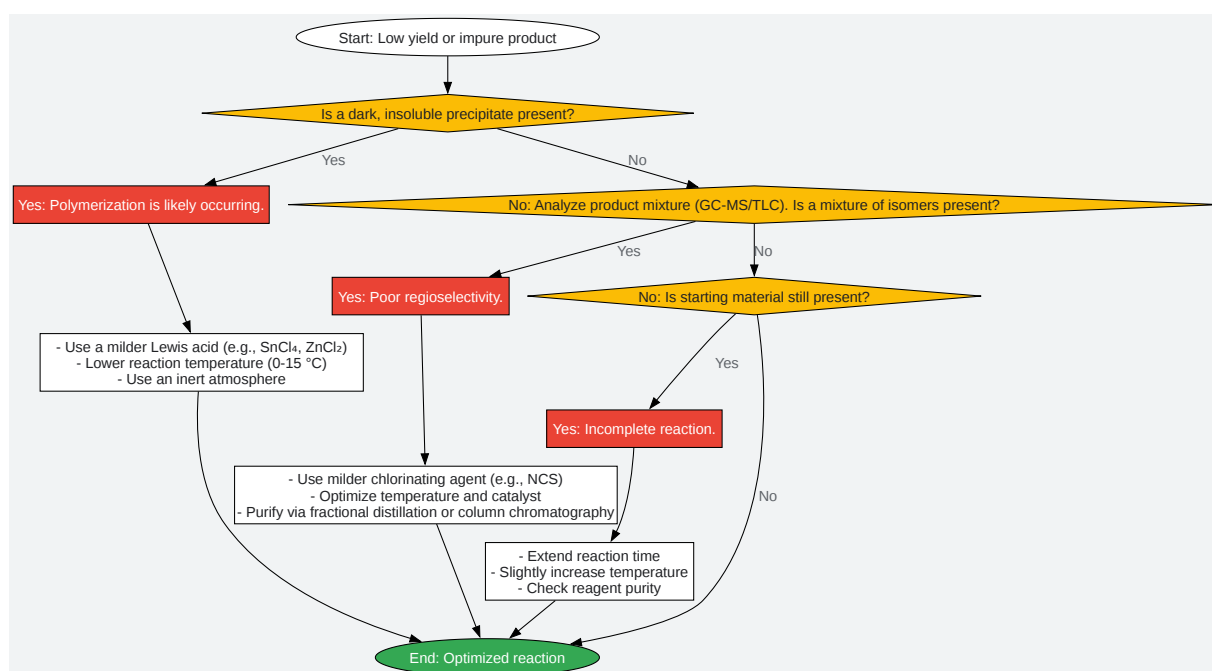 Start: Low yield or impure product
Is a dark, insoluble precipitate present?
Yes
No
Yes: Polymerization is likely occurring.
No: Analyze product mixture (GC-MS/TLC). Is a mixture of isomers present?
Yes
No
Yes: Poor regioselectivity.
No: Is starting material still present?
- Use a milder Lewis acid (e.g., SnCl₄, ZnCl₂)
- Lower reaction temperature (0-15 °C)
- Use an inert atmosphere
Yes
Yes: Incomplete reaction.
- Use milder chlorinating agent (e.g., NCS)
- Optimize temperature and catalyst
- Purify via fractional distillation or column chromatography
No
- Extend reaction time
- Slightly increase temperature
- Check reagent purity
End: Optimized reaction